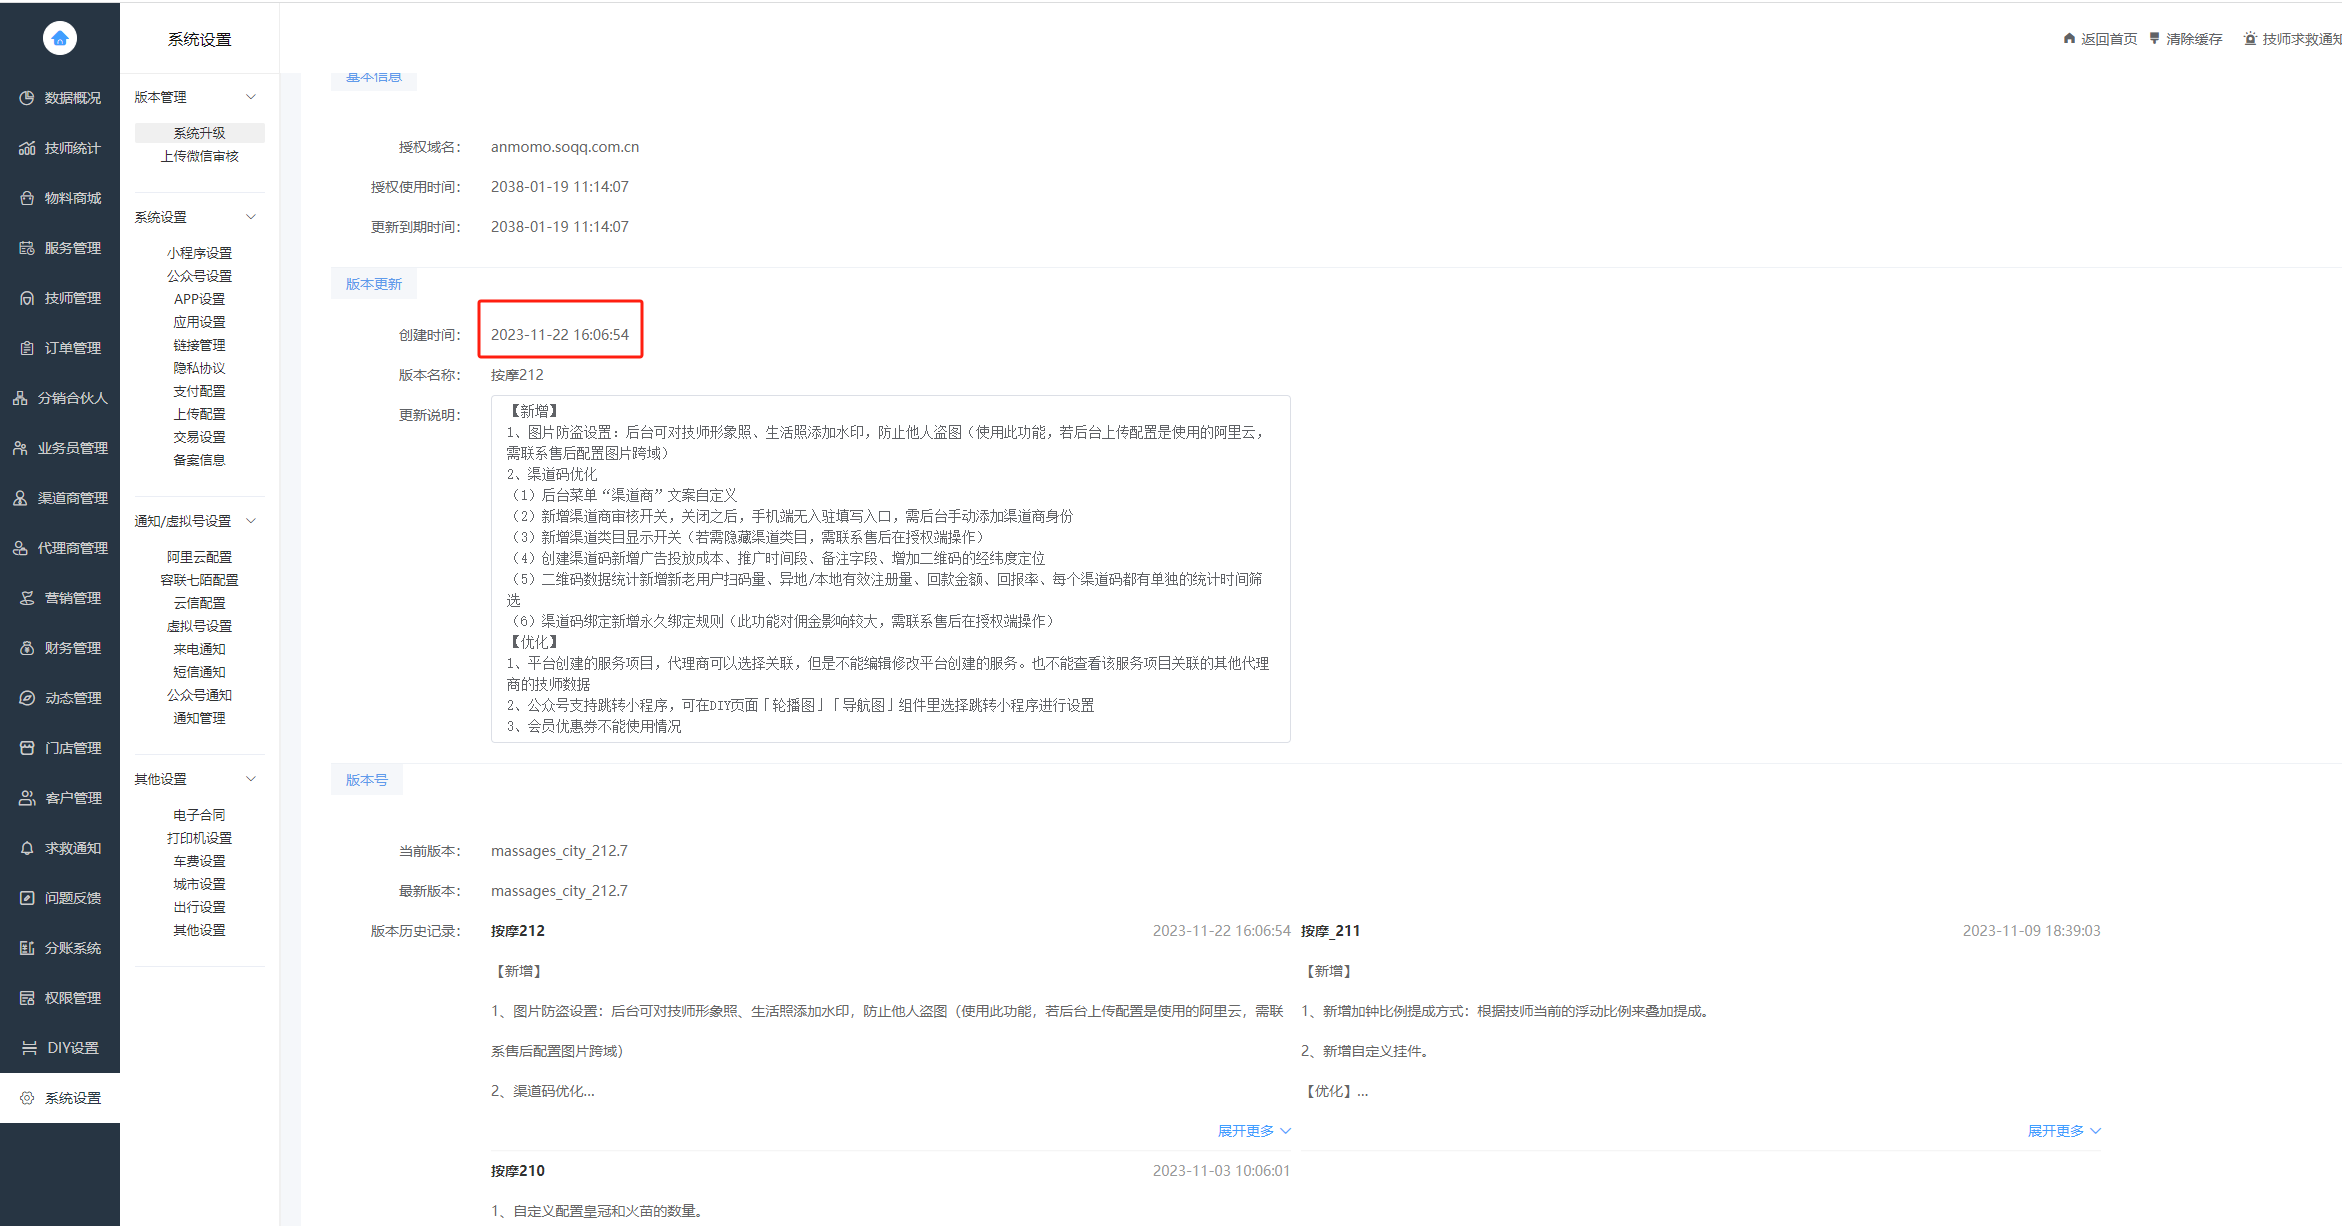 系统设置
返回首页
清除缓存
技师求救通知
数据概况
技师统计
物料商城
服务管理
技师管理
订单管理
分销合伙人
业务员管理
渠道商管理
代理商管理
营销管理
财务管理
动态管理
门店管理
客户管理
求救通知
问题反馈
分账系统
权限管理
DIY设置
系统设置
版本管理
系统升级
上传微信审核
系统设置
小程序设置
公众号设置
APP设置
应用设置
链接管理
隐私协议
支付配置
上传配置
交易设置
备案信息
通知/虚拟号设置
阿里云配置
容联七陌配置
云信配置
虚拟号设置
来电通知
短信通知
公众号通知
通知管理
其他设置
电子合同
打印机设置
车费设置
城市设置
出行设置
其他设置
基本信息
授权域名： anmomo.soqq.com.cn
授权使用时间： 2038-01-19 11:14:07
更新到期时间： 2038-01-19 11:14:07
版本更新
创建时间： 2023-11-22 16:06:54
版本名称： 按摩212
更新说明：
【新增】
1、图片防盗设置：后台可对技师形象照、生活照添加水印，防止他人盗图（使用此功能，若后台上传配置是使用的阿里云，
需联系售后配置图片跨域）
2、渠道码优化
（1）后台菜单“渠道商”文案自定义
（2）新增渠道商审核开关，关闭之后，手机端无入驻填写入口，需后台手动添加渠道商身份
（3）新增渠道类目显示开关（若需隐藏渠道类目，需联系售后在授权端操作）
（4）创建渠道码新增广告投放成本、推广时间段、备注字段、增加二维码的经纬度定位
（5）二维码数据统计新增新老用户扫码量、异地/本地有效注册量、回款金额、回报率、每个渠道码都有单独的统计时间筛
选
（6）渠道码绑定新增永久绑定规则（此功能对佣金影响较大，需联系售后在授权端操作）
【优化】
1、平台创建的服务项目，代理商可以选择关联，但是不能编辑修改平台创建的服务。也不能查看该服务项目关联的其他代理
商的技师数据
2、公众号支持跳转小程序，可在DIY页面「轮播图」「导航图」组件里选择跳转小程序进行设置
3、会员优惠券不能使用情况
版本号
当前版本： massages_city_212.7
最新版本： massages_city_212.7
版本历史记录：
按摩212 2023-11-22 16:06:54
【新增】
1、图片防盗设置：后台可对技师形象照、生活照添加水印，防止他人盗图（使用此功能，若后台上传配置是使用的阿里云，需联
系售后配置图片跨域）
2、渠道码优化...
展开更多
按摩_211 2023-11-09 18:39:03
【新增】
1、新增加钟比例提成方式：根据技师当前的浮动比例来叠加提成。
2、新增自定义挂件。
【优化】...
展开更多
按摩210 2023-11-03 10:06:01
1、自定义配置皇冠和火苗的数量。